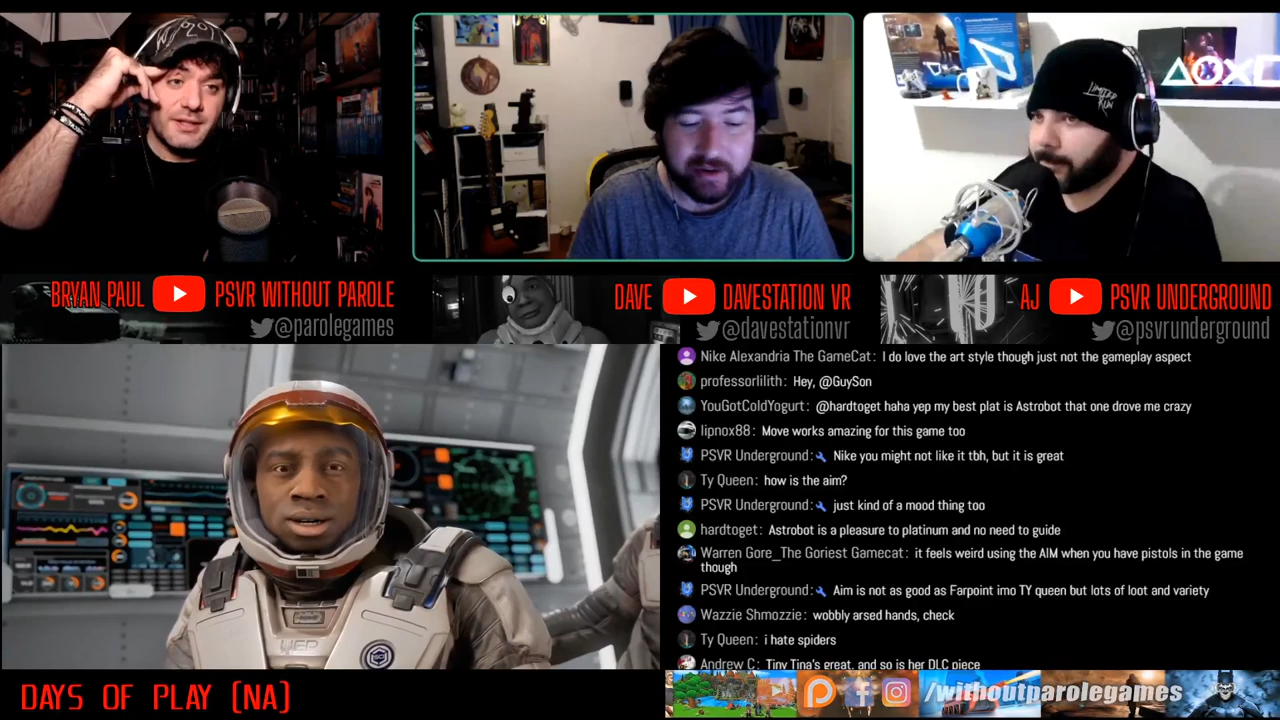 LIMITED
RUN
BRYAN PAUL
PSVR WITHOUT PAROLE
@parolegames
DAVE
DAVESTATION VR
@davestationvr
AJ
PSVR UNDERGROUND
@psvrunderground
Nike Alexandria The GameCat: I do love the art style though just not the gameplay aspect
professorlilith: Hey, @GuySon
YouGotColdYogurt: @hardtoget haha yep my best plat is Astrobot that one drove me crazy
lipnox88: Move works amazing for this game too
PSVR Underground: Nike you might not like it tbh, but it is great
Ty Queen: how is the aim?
PSVR Underground: just kind of a mood thing too
hardtoget: Astrobot is a pleasure to platinum and no need to guide
Warren Gore_The Goriest Gamecat: it feels weird using the AIM when you have pistols in the game
though
PSVR Underground: Aim is not as good as Farpoint imo TY queen but lots of loot and variety
Wazzie Shmozzie: wobbly arsed hands, check
Ty Queen: i hate spiders
Andrew C: Tiny Tina's great, and so is her DLC piece
DAYS OF PLAY [NA]
/withoutparolegames